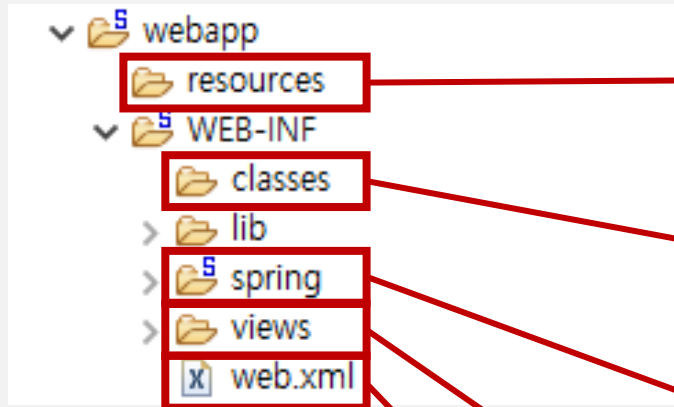 webapp
resources
WEB-INF
classes
lib
spring
views
web.xml